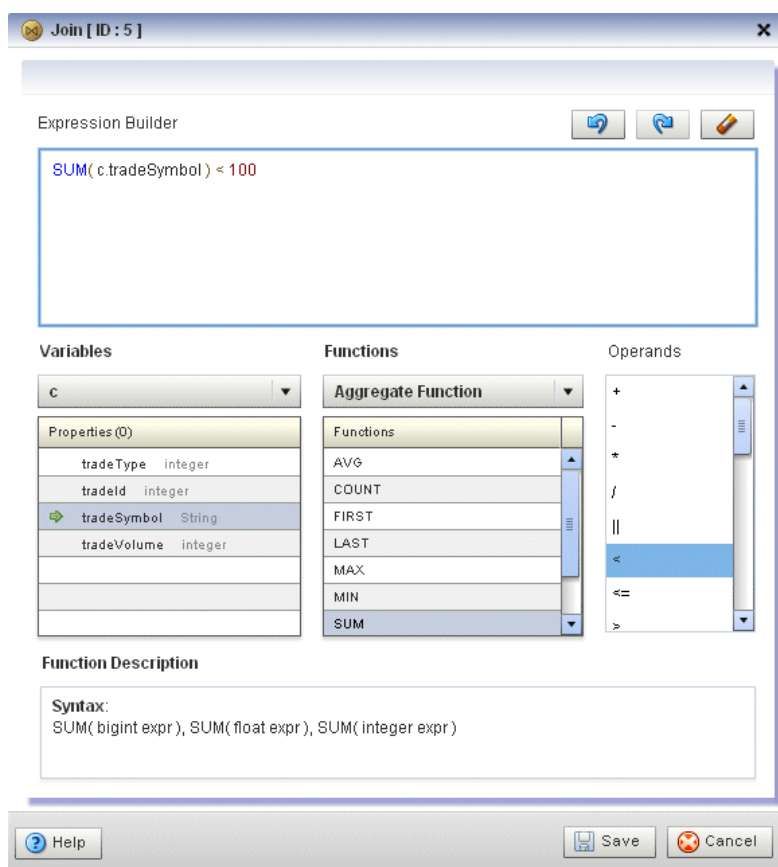 Join [ ID : 5 ]
Expression Builder
SUM( c.tradeSymbol ) < 100
Variables
Functions
Operands
c
Aggregate Function
Properties (0)
Functions
tradeType integer
tradeId integer
tradeSymbol String
tradeVolume integer
AVG
COUNT
FIRST
LAST
MAX
MIN
SUM
+
-
*
/
||
<
<=
>
Function Description
Syntax:
SUM( bigint expr ), SUM( float expr ), SUM( integer expr )
Help
Save
Cancel